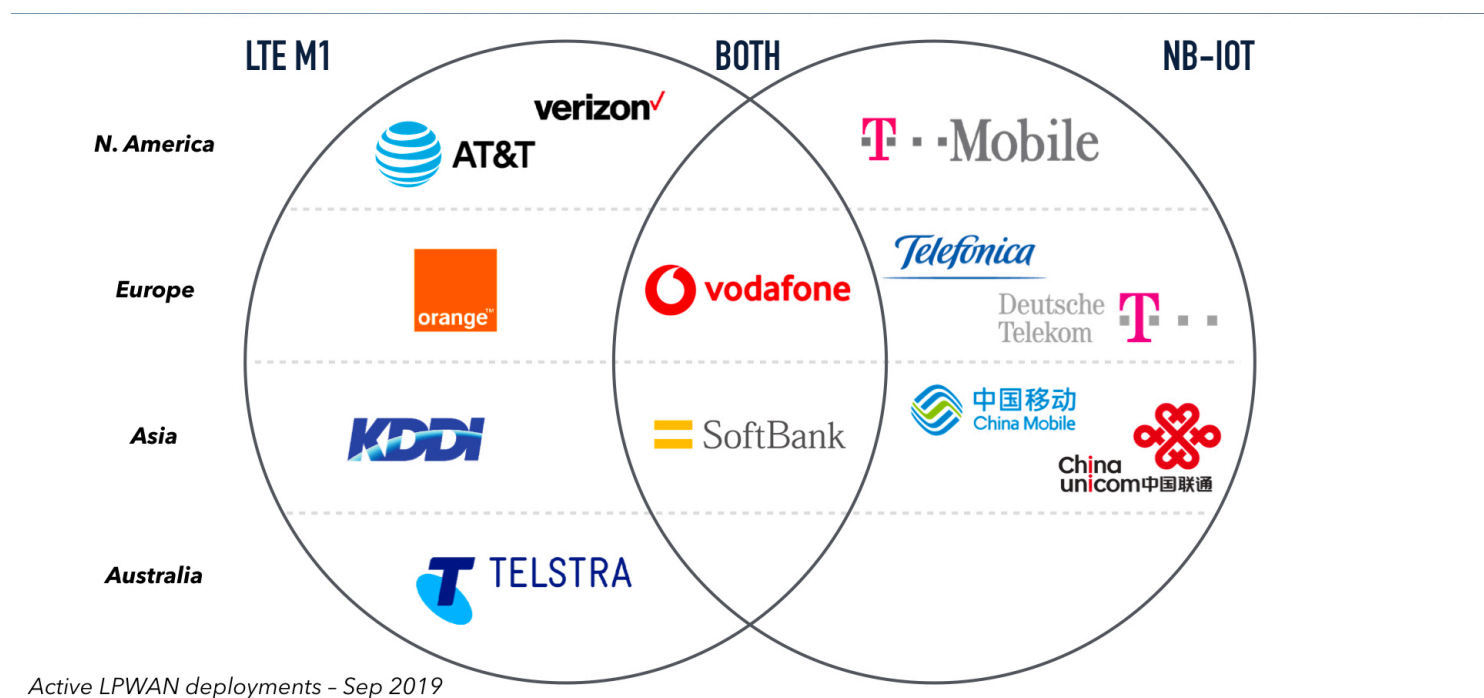 LTE M1
BOTH
NB-IOT
N. America
verizon
AT&T
T··Mobile
Europe
orange™
vodafone
Telefónica
Deutsche
Telekom
T··
Asia
KDDI
SoftBank
中国移动
China Mobile
China
unicom中国联通
Australia
T TELSTRA
Active LPWAN deployments – Sep 2019